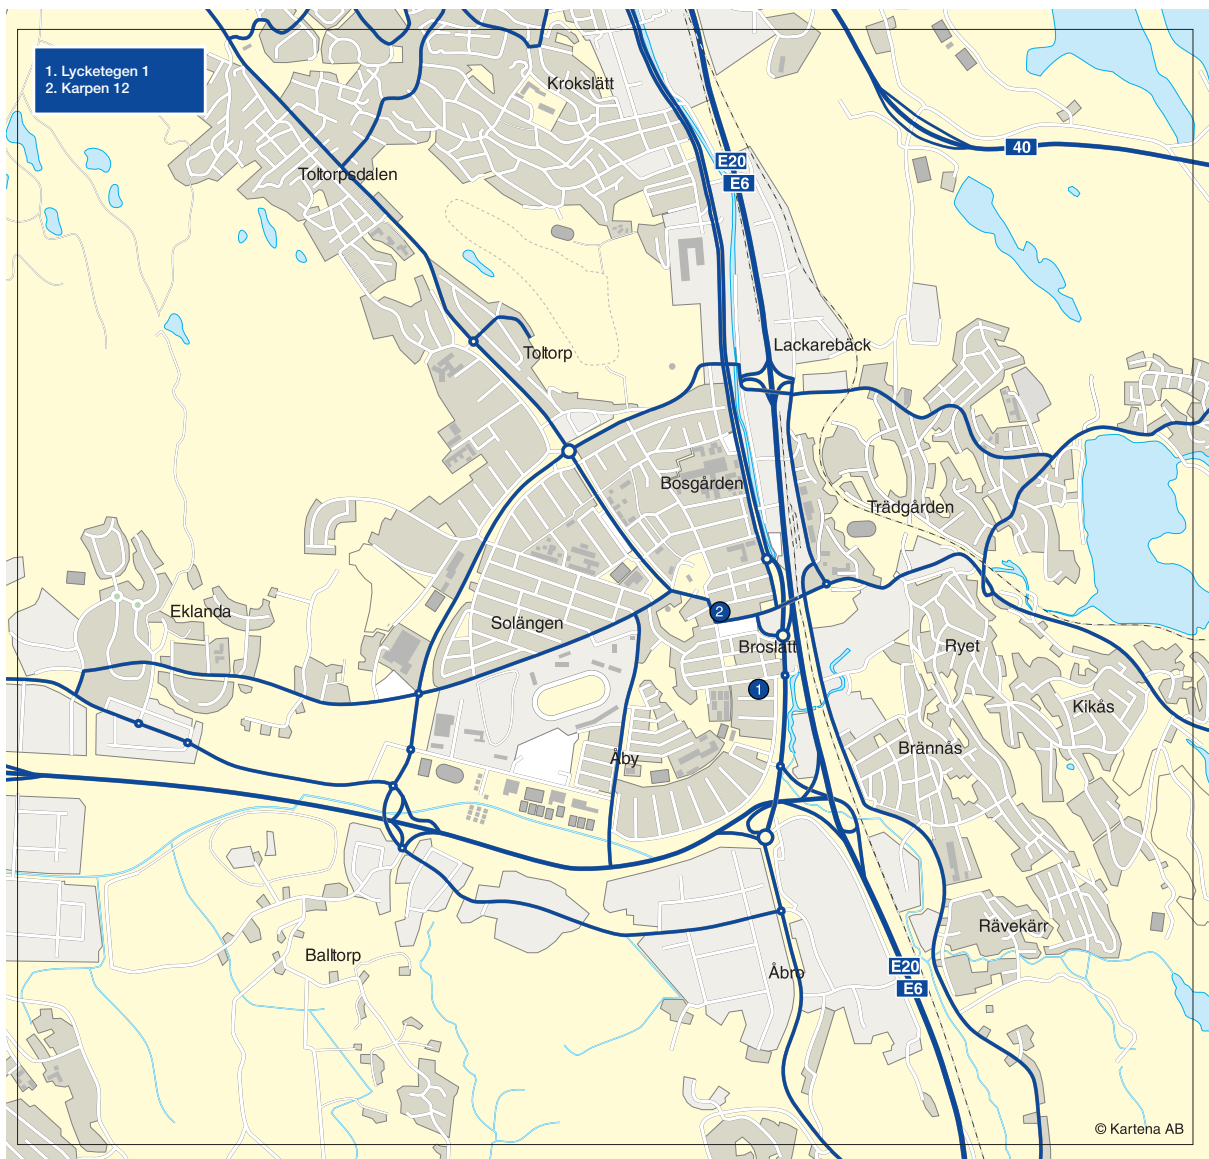 1. Lycketegen 1
2. Karpen 12
Krokslätt
40
E20
E6
Toltorpsdalen
Lackarebäck
Toltorp
Bosgården
Trädgården
Eklanda
2
Solängen
Broslätt
Ryet
1
Kikås
Brännås
Åby
Rävekärr
Balltorp
E20
Åbro
E6
© Kartena AB